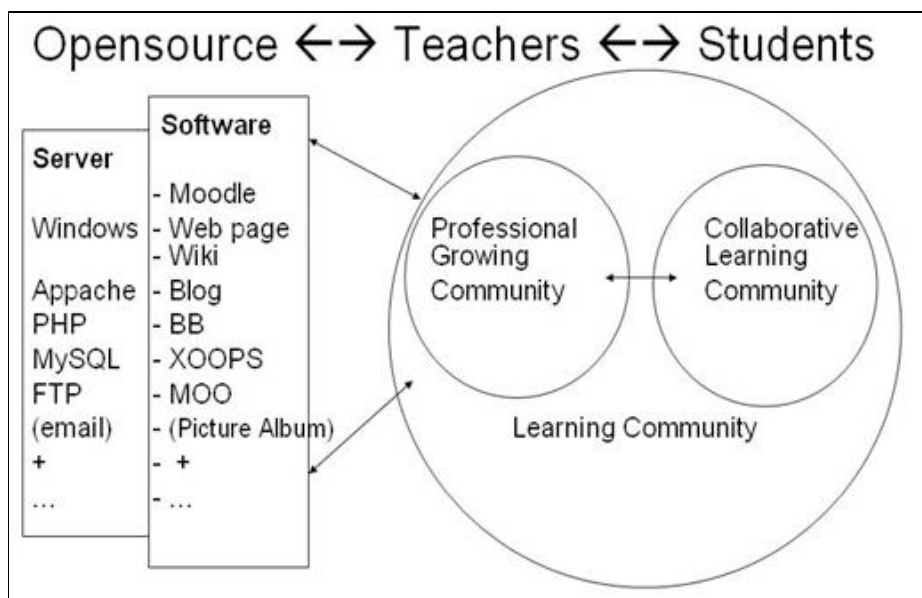 Opensource ←→ Teachers ←→ Students
Server
Windows
Appache
PHP
MySQL
FTP
(email)
+
...
Software
- Moodle
- Web page
- Wiki
- Blog
- BB
- XOOPS
- MOO
- (Picture Album)
- +
- ...
Professional
Growing
Community
Collaborative
Learning
Community
Learning Community